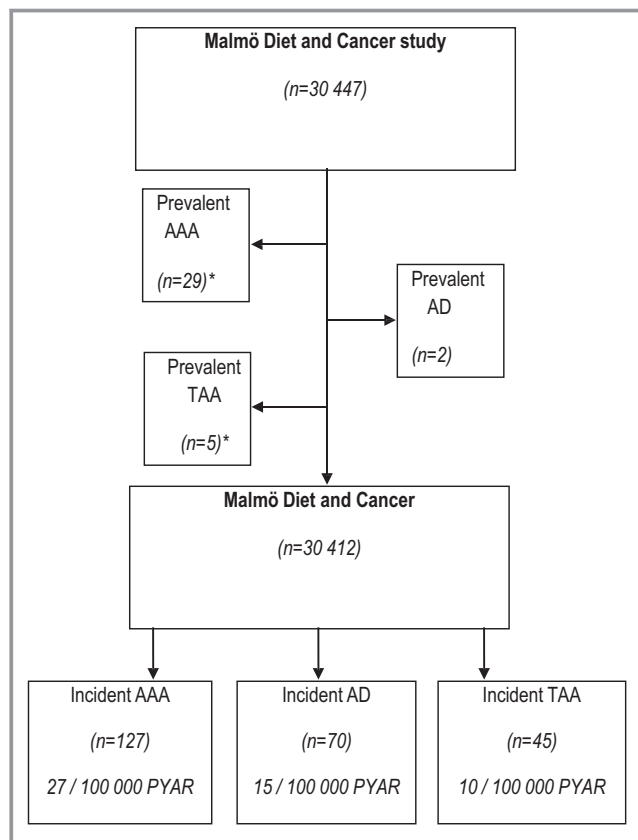 Malmö Diet and Cancer study
(n=30 447)
Prevalent
AAA
(n=29)*
Prevalent
AD
(n=2)
Prevalent
TAA
(n=5)*
Malmö Diet and Cancer
(n=30 412)
Incident AAA
(n=127)
27 / 100 000 PYAR
Incident AD
(n=70)
15 / 100 000 PYAR
Incident TAA
(n=45)
10 / 100 000 PYAR